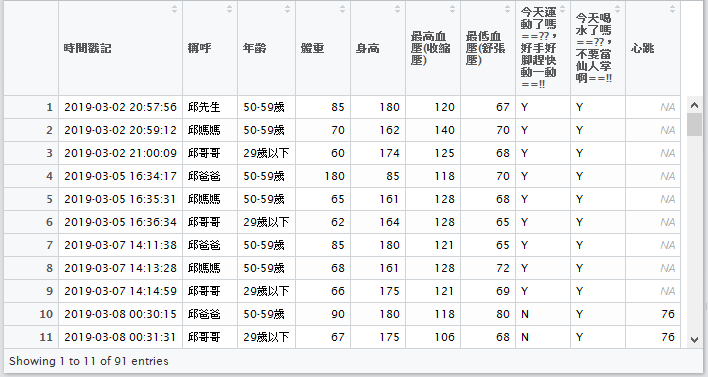 時間戳記 稱呼 年齡 體重 身高 最高血壓(收縮壓) 最低血壓(舒張壓) 今天運動了嗎==??，好手好腳趕快動一動==!! 今天喝水了嗎==??，不要當仙人掌啊==!! 心跳
1 2019-03-02 20:57:56 邱先生 50-59歲 85 180 120 67 Y Y NA
2 2019-03-02 20:59:12 邱媽媽 50-59歲 70 162 140 70 Y Y NA
3 2019-03-02 21:00:09 邱哥哥 29歲以下 60 174 125 68 Y Y NA
4 2019-03-05 16:34:17 邱爸爸 50-59歲 180 85 118 70 Y Y NA
5 2019-03-05 16:35:31 邱媽媽 50-59歲 65 161 128 68 Y Y NA
6 2019-03-05 16:36:34 邱哥哥 29歲以下 62 164 128 65 Y Y NA
7 2019-03-07 14:11:38 邱爸爸 50-59歲 85 180 121 65 Y Y NA
8 2019-03-07 14:13:28 邱媽媽 50-59歲 68 161 128 72 Y Y NA
9 2019-03-07 14:14:59 邱哥哥 29歲以下 66 175 121 69 Y Y NA
10 2019-03-08 00:30:15 邱爸爸 50-59歲 90 180 118 80 N Y 76
11 2019-03-08 00:31:31 邱哥哥 29歲以下 67 175 106 68 N Y 76
Showing 1 to 11 of 91 entries